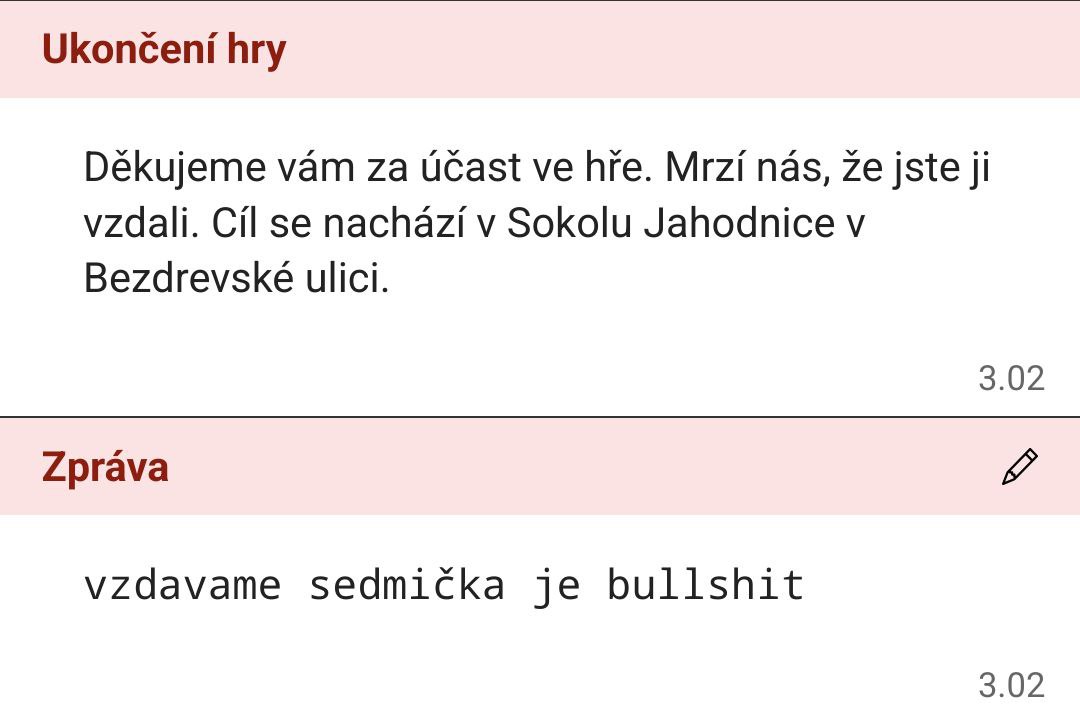 Ukončení hry
Děkujeme vám za účast ve hře. Mrzí nás, že jste ji
vzdali. Cíl se nachází v Sokolu Jahodnice v
Bezdrevské ulici.
3.02
Zpráva
vzdavame sedmička je bullshit
3.02